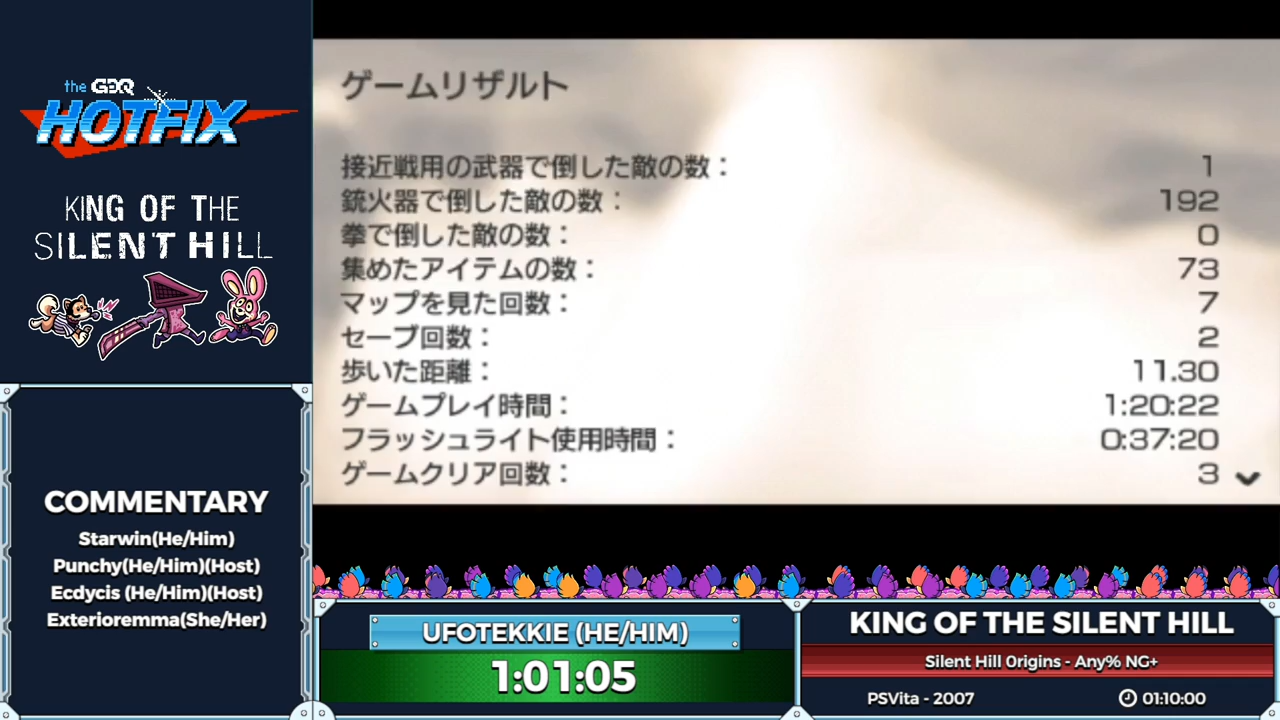 the GDQ
HOTFIX
KING OF THE
SILENT HILL
COMMENTARY
Starwin(He/Him)
Punchy(He/Him)(Host)
Ecdycis (He/Him)(Host)
Exterioremma(She/Her)
ゲームリザルト
接近戦用の武器で倒した敵の数： 1
銃火器で倒した敵の数： 192
拳で倒した敵の数： 0
集めたアイテムの数： 73
マップを見た回数： 7
セーブ回数： 2
歩いた距離： 11.30
ゲームプレイ時間： 1:20:22
フラッシュライト使用時間： 0:37:20
ゲームクリア回数： 3
UFOTEKKIE (HE/HIM)
1:01:05
KING OF THE SILENT HILL
Silent Hill Origins - Any% NG+
PSVita - 2007 01:10:00